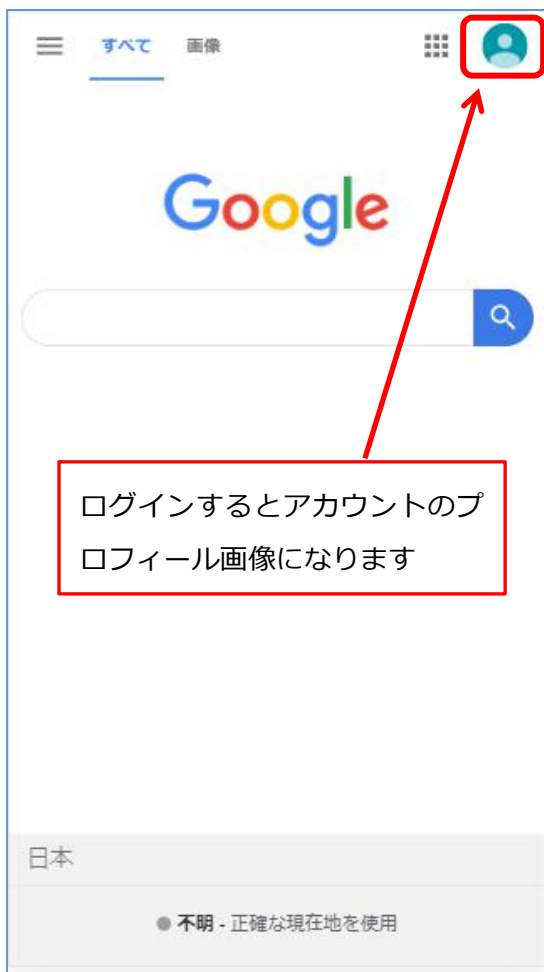 すべて 画像
Google
ログインするとアカウントのプ
ロフィール画像になります
日本
不明 - 正確な現在地を使用